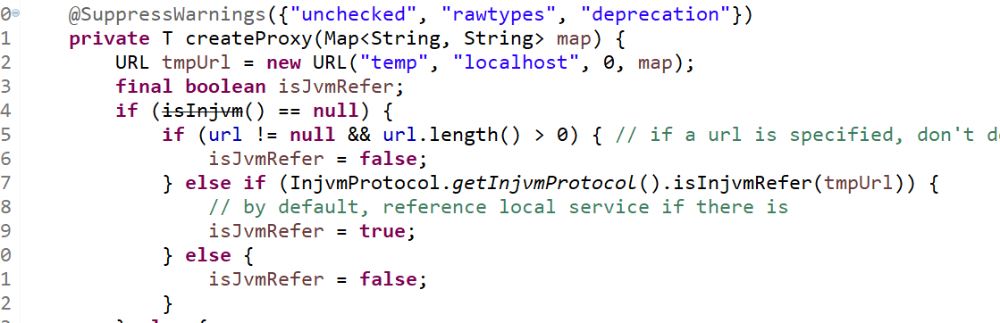 0 @SuppressWarnings({"unchecked", "rawtypes", "deprecation"})
1 private T createProxy(Map<String, String> map) {
2 URL tmpUrl = new URL("temp", "localhost", 0, map);
3 final boolean isJvmRefer;
4 if (isInjvm() == null) {
5 if (url != null && url.length() > 0) { // if a url is specified, don't d
6 isJvmRefer = false;
7 } else if (InjvmProtocol.getInjvmProtocol().isInjvmRefer(tmpUrl)) {
8 // by default, reference local service if there is
9 isJvmRefer = true;
0 } else {
1 isJvmRefer = false;
2 }